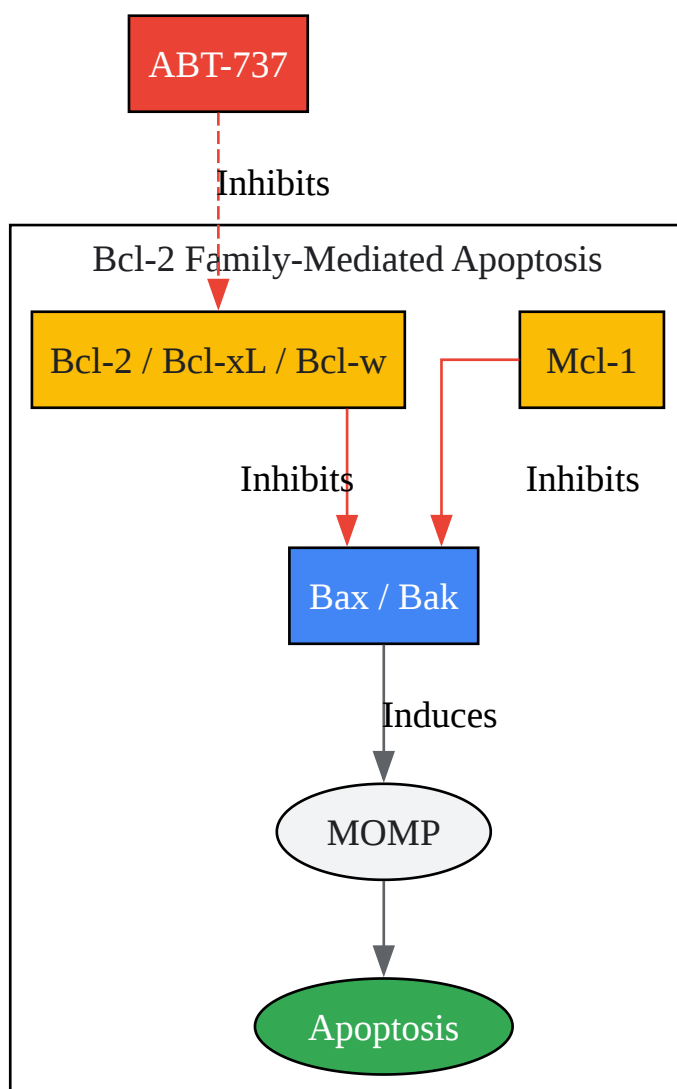 ABT-737
Inhibits
Bcl-2 Family-Mediated Apoptosis
Bcl-2 / Bcl-xL / Bcl-w
Mcl-1
Inhibits
Inhibits
Bax / Bak
Induces
MOMP
Apoptosis